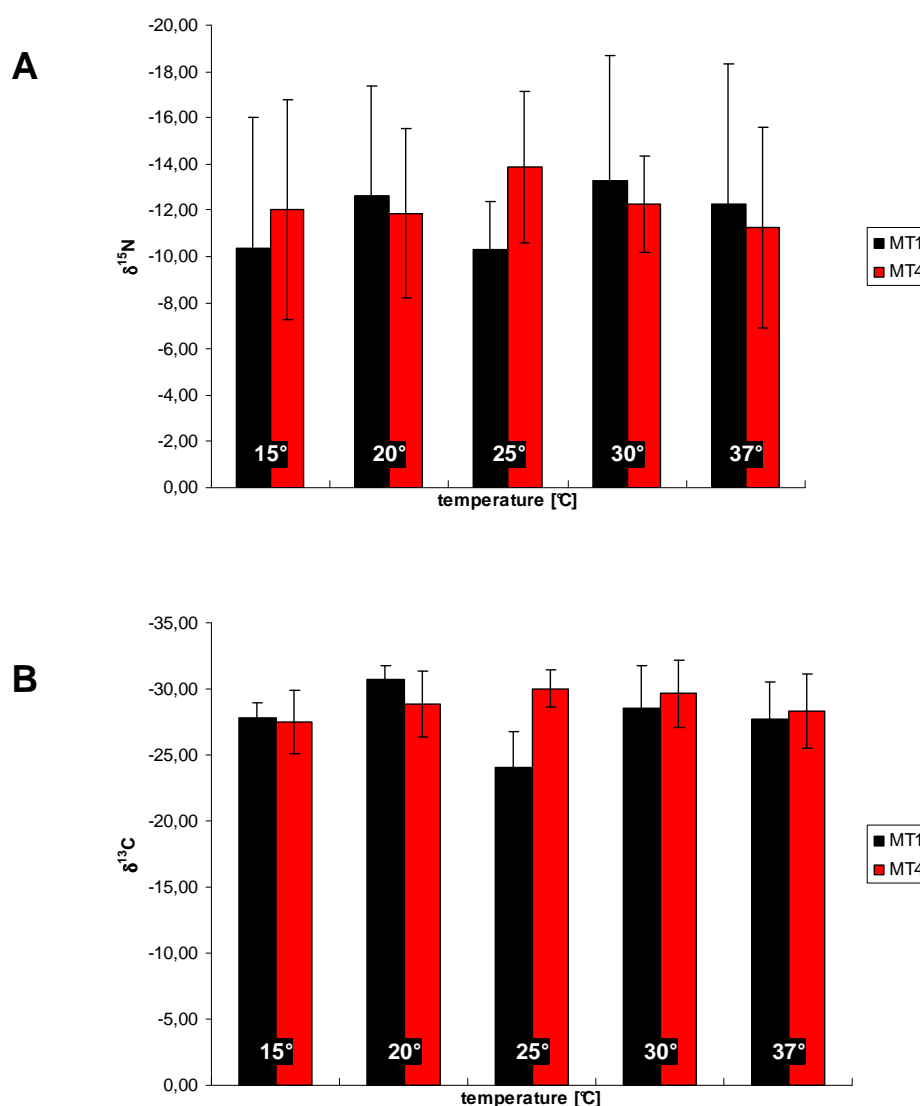 A
-20,00
-18,00
-16,00
-14,00
-12,00
-10,00
-8,00
-6,00
-4,00
-2,00
0,00
δ¹⁵N
15° 20° 25° 30° 37°
temperature [°C]
MT1
MT4
B
-35,00
-30,00
-25,00
-20,00
-15,00
-10,00
-5,00
0,00
δ¹³C
15° 20° 25° 30° 37°
temperature [°C]
MT1
MT4